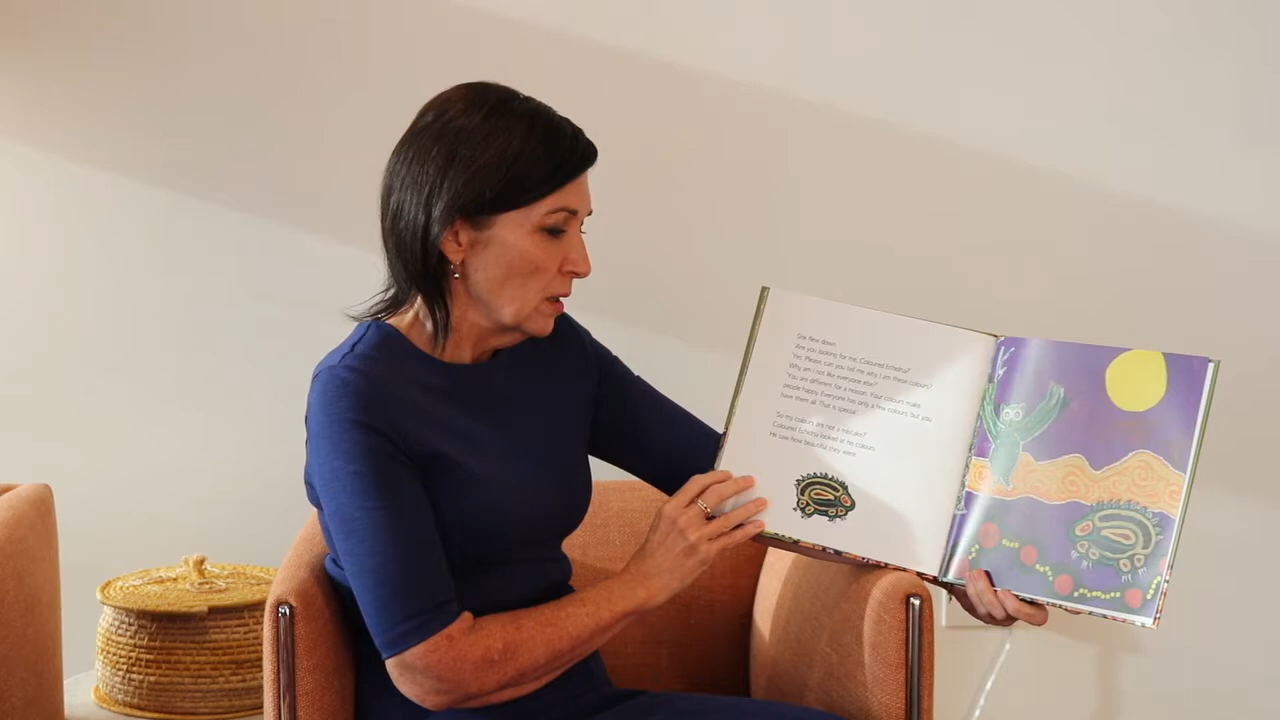 She flew down.
'Are you looking for me, Coloured Echidna?'
'Yes. Please, can you tell me why I am these colours?
Why am I not like everyone else?'
'You are different for a reason. Your colours make
people happy. Everyone has only a few colours but you
have them all. That is special.'
'So my colours are not a mistake?'
Coloured Echidna looked at his colours.
He saw how beautiful they were.